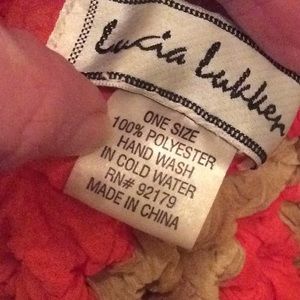 Lucia Lukken
ONE SIZE
100% POLYESTER
HAND WASH
IN COLD WATER
RN# 92179
MADE IN CHINA